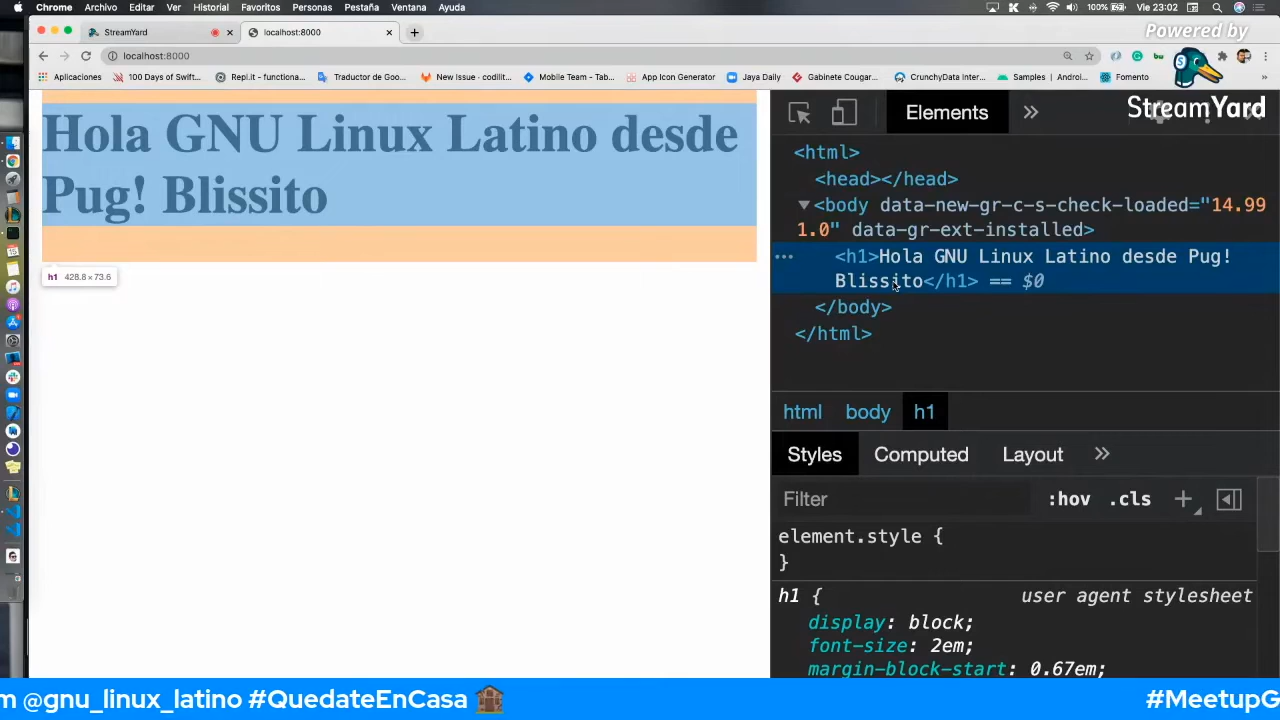 Chrome Archivo Editar Ver Historial Favoritos Personas Pestaña Ventana Ayuda 100% Vie 23:02
StreamYard localhost:8000
Powered by
localhost:8000
Aplicaciones 100 Days of Swift... Repl.it - functiona... Traductor de Goo... New Issue · codilit... Mobile Team - Tab... App Icon Generator Jaya Daily Gabinete Cougar... CrunchyData Inter... Samples | Androi... Fomento
StreamYard
Hola GNU Linux Latino desde
Pug! Blissito
h1 428.8 × 73.6
Elements
<html>
<head></head>
<body data-new-gr-c-s-check-loaded="14.99
1.0" data-gr-ext-installed>
<h1>Hola GNU Linux Latino desde Pug!
Blissito</h1> == $0
</body>
</html>
html body h1
Styles Computed Layout
Filter :hov .cls
element.style {
}
h1 { user agent stylesheet
display: block;
font-size: 2em;
margin-block-start: 0.67em;
m @gnu_linux_latino #QuedateEnCasa #MeetupG